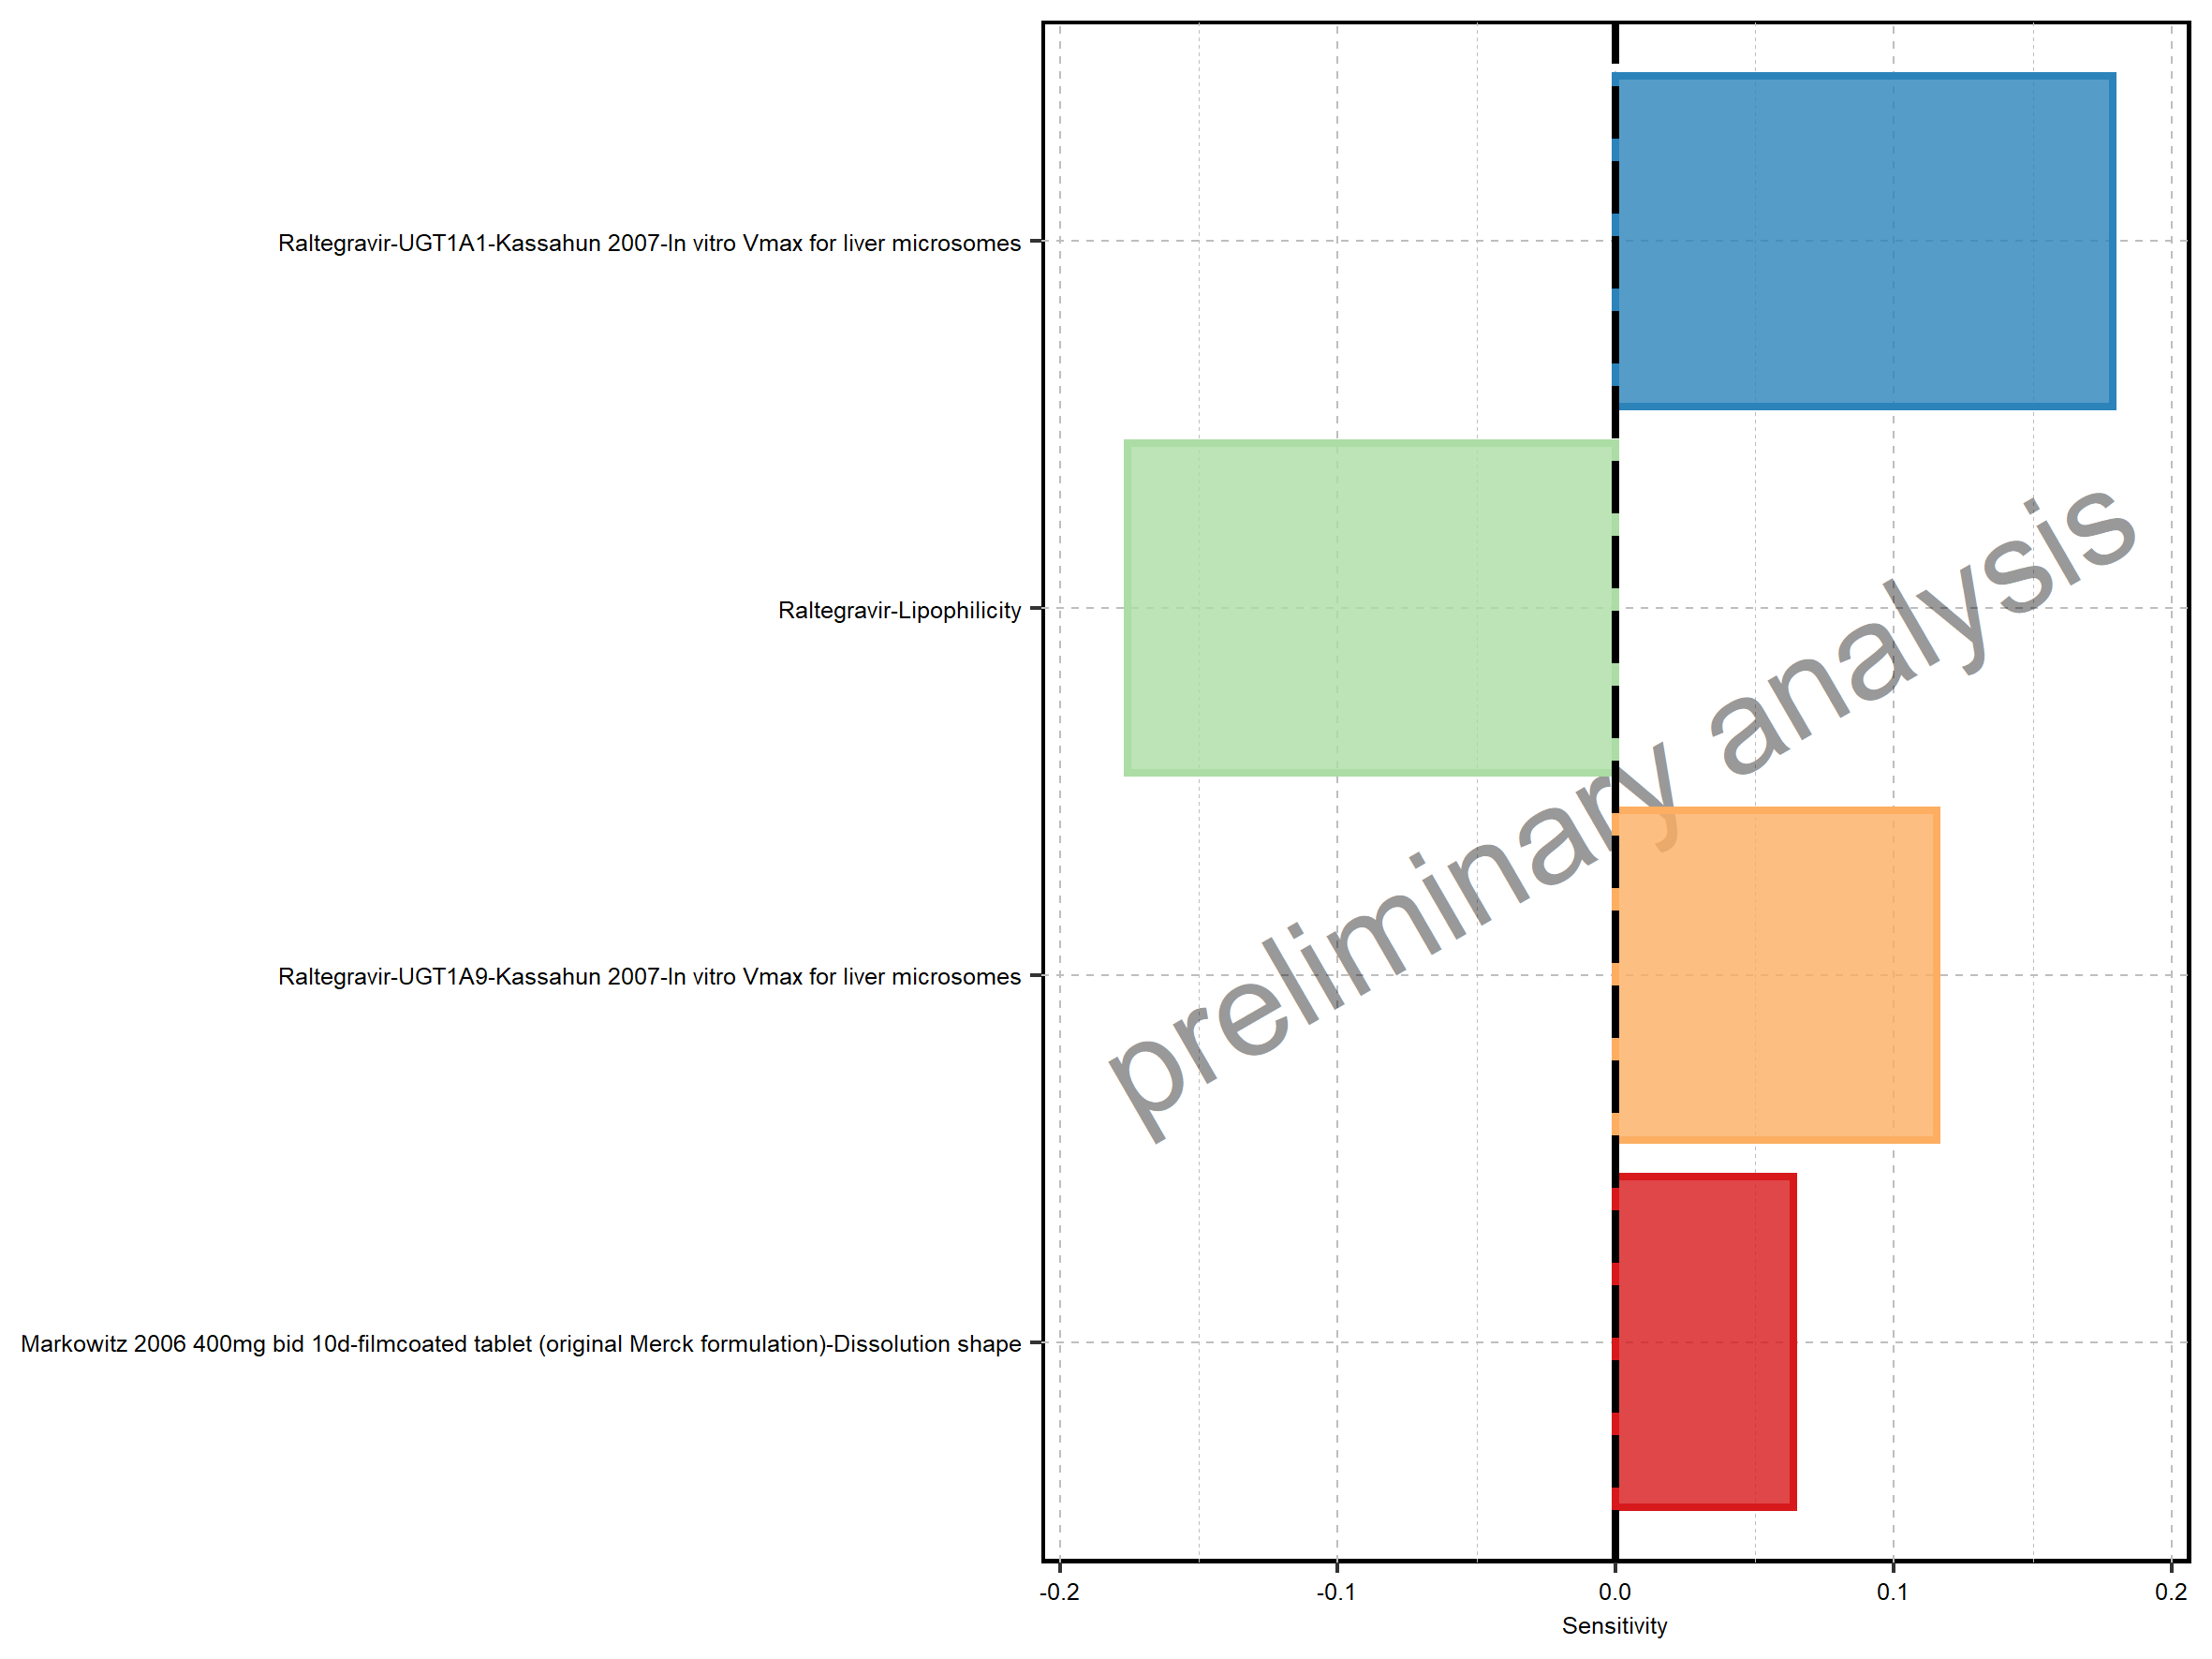 Raltegravir-UGT1A1-Kassahun 2007-In vitro Vmax for liver microsomes
Raltegravir-Lipophilicity
Raltegravir-UGT1A9-Kassahun 2007-In vitro Vmax for liver microsomes
Markowitz 2006 400mg bid 10d-filmcoated tablet (original Merck formulation)-Dissolution shape
preliminary analysis
-0.2 -0.1 0.0 0.1 0.2
Sensitivity